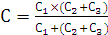 C = C₁×(C₂+ C₃) / C₁+(C₂+ C₃)